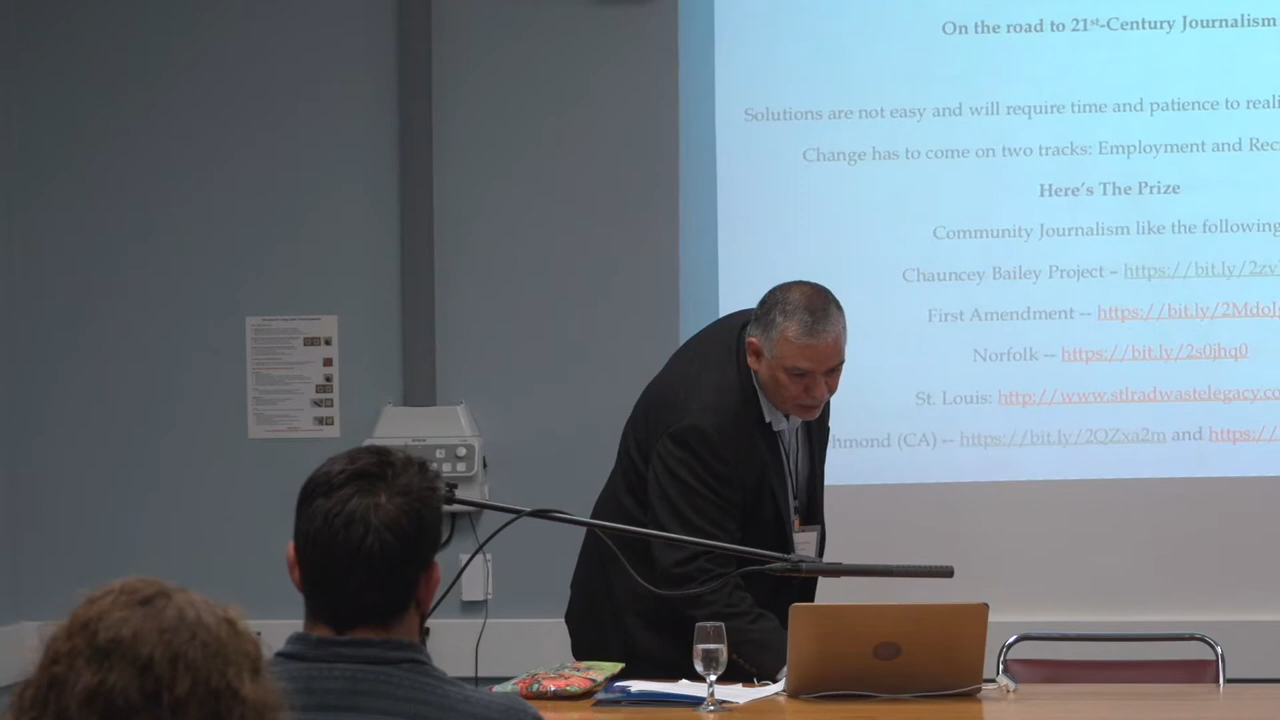 On the road to 21st-Century Journalism
Solutions are not easy and will require time and patience to reali
Change has to come on two tracks: Employment and Rec
Here's The Prize
Community Journalism like the following
Chauncey Bailey Project – https://bit.ly/2zv
First Amendment -- https://bit.ly/2MdoJ
Norfolk -- https://bit.ly/2s0jhq0
St. Louis: http://www.stlradwastelegacy.co
hmond (CA) -- https://bit.ly/2QZxa2m and https://
EPSON